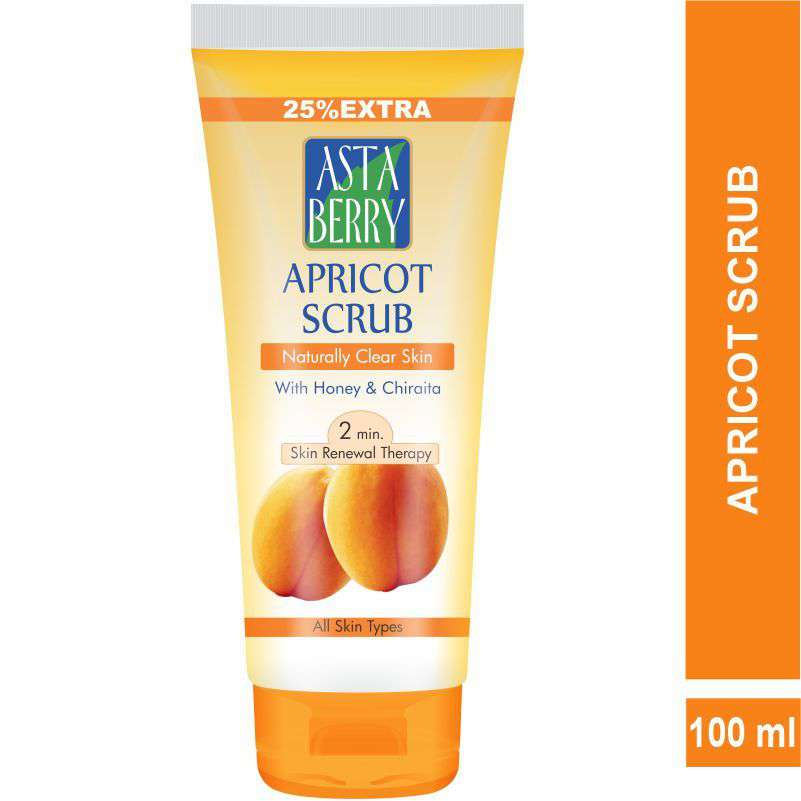 25%EXTRA
ASTA
BERRY
APRICOT
SCRUB
Naturally Clear Skin
With Honey & Chiraita
2 min.
Skin Renewal Therapy
All Skin Types
APRICOT SCRUB
100 ml